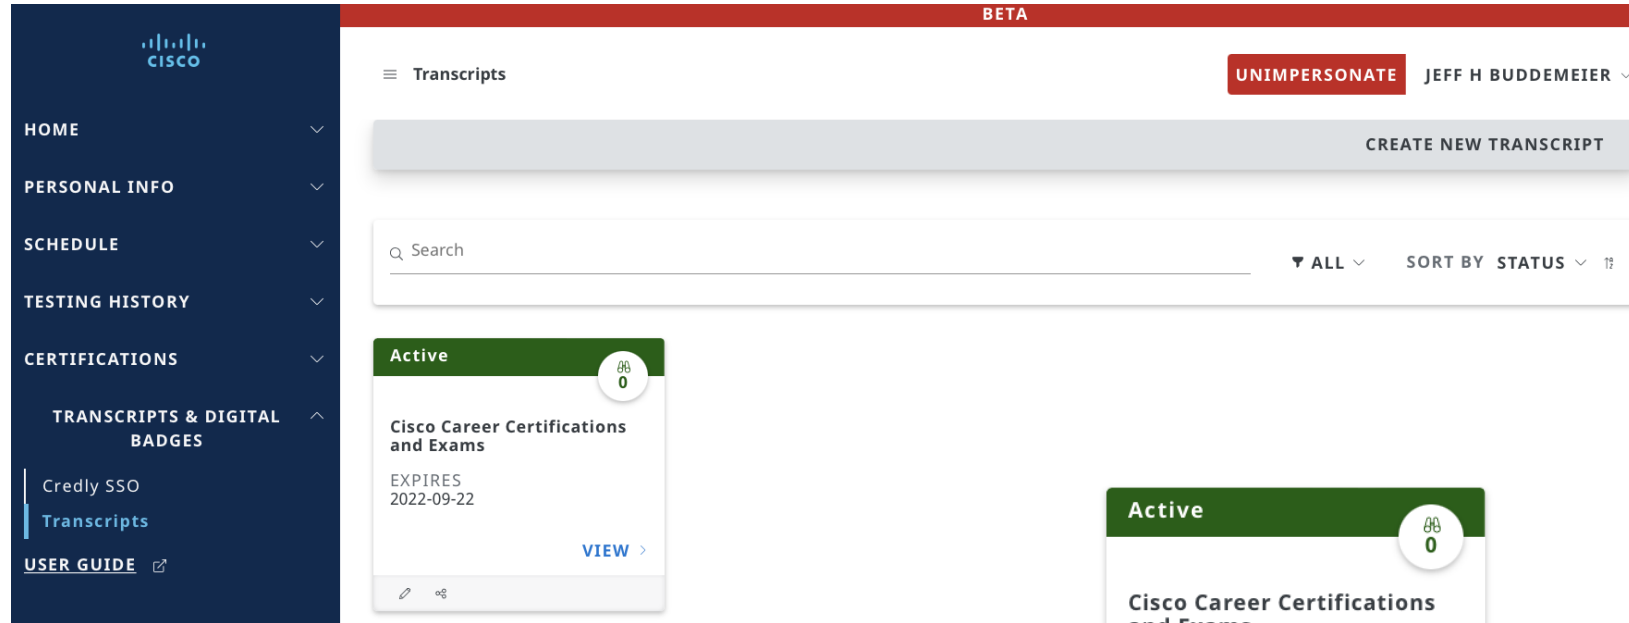 BETA
CISCO
Transcripts
UNIMPERSONATE
JEFF H BUDDEMEIER
HOME
PERSONAL INFO
SCHEDULE
TESTING HISTORY
CERTIFICATIONS
TRANSCRIPTS & DIGITAL
BADGES
Credly SSO
Transcripts
USER GUIDE
CREATE NEW TRANSCRIPT
Search
ALL
SORT BY STATUS
Active
0
Cisco Career Certifications
and Exams
EXPIRES
2022-09-22
VIEW
Active
0
Cisco Career Certifications
and Exams